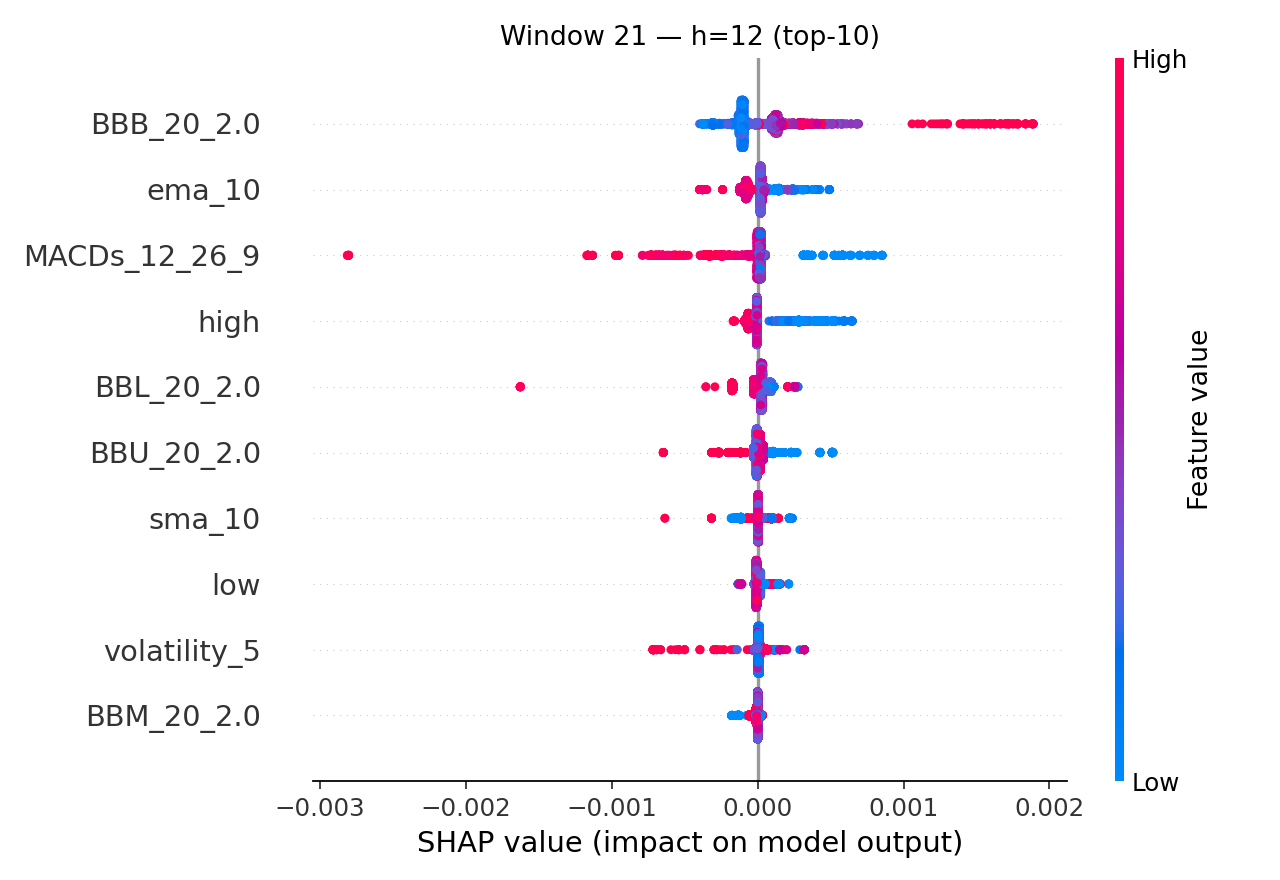 Window 21 — h=12 (top-10)
High
BBB_20_2.0
ema_10
MACDs_12_26_9
high
BBL_20_2.0
BBU_20_2.0
sma_10
low
volatility_5
BBM_20_2.0
Feature value
Low
−0.003 −0.002 −0.001 0.000 0.001 0.002
SHAP value (impact on model output)